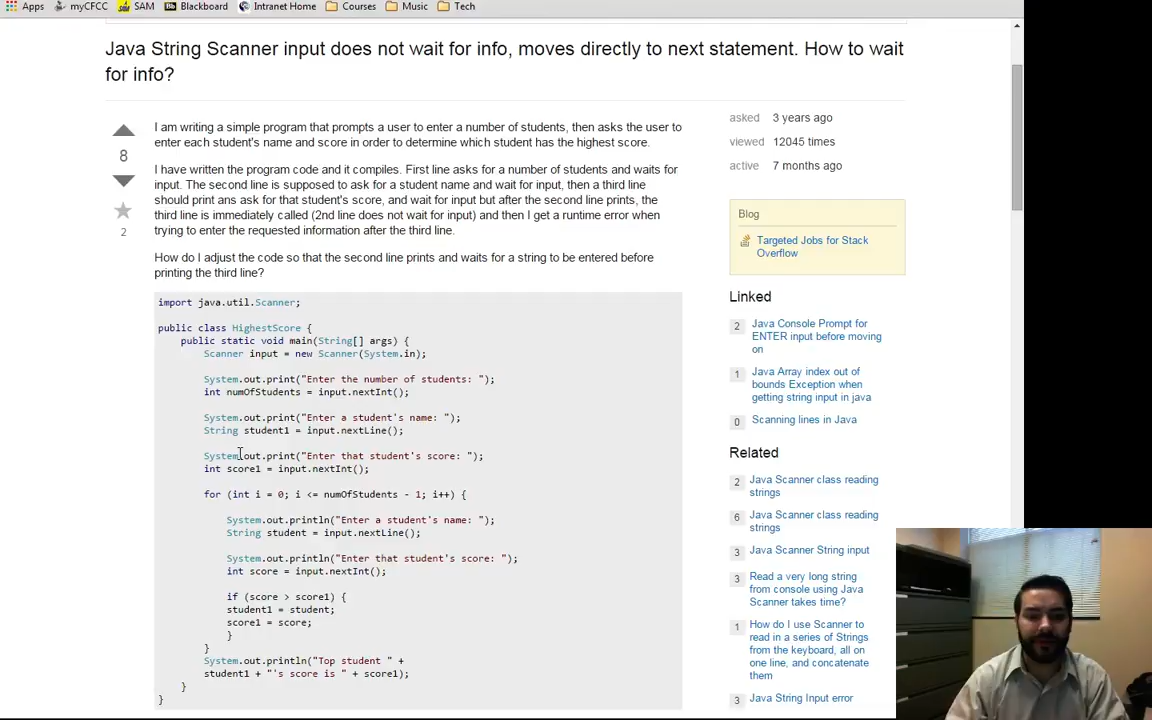 Apps myCFCC SAM Blackboard Intranet Home Courses Music Tech
Java String Scanner input does not wait for info, moves directly to next statement. How to wait
for info?
I am writing a simple program that prompts a user to enter a number of students, then asks the user to
enter each student's name and score in order to determine which student has the highest score.
8
I have written the program code and it compiles. First line asks for a number of students and waits for
input. The second line is supposed to ask for a student name and wait for input, then a third line
should print ans ask for that student's score, and wait for input but after the second line prints, the
third line is immediately called (2nd line does not wait for input) and then I get a runtime error when
trying to enter the requested information after the third line.
2
How do I adjust the code so that the second line prints and waits for a string to be entered before
printing the third line?
import java.util.Scanner;
public class HighestScore {
public static void main(String[] args) {
Scanner input = new Scanner(System.in);
System.out.print("Enter the number of students: ");
int numOfStudents = input.nextInt();
System.out.print("Enter a student's name: ");
String student1 = input.nextLine();
System.out.print("Enter that student's score: ");
int score1 = input.nextInt();
for (int i = 0; i <= numOfStudents - 1; i++) {
System.out.println("Enter a student's name: ");
String student = input.nextLine();
System.out.println("Enter that student's score: ");
int score = input.nextInt();
if (score > score1) {
student1 = student;
score1 = score;
}
}
System.out.println("Top student " +
student1 + "'s score is " + score1);
}
}
asked 3 years ago
viewed 12045 times
active 7 months ago
Blog
Targeted Jobs for Stack
Overflow
Linked
2 Java Console Prompt for
ENTER input before moving
on
1 Java Array index out of
bounds Exception when
getting string input in java
0 Scanning lines in Java
Related
2 Java Scanner class reading
strings
6 Java Scanner class reading
strings
3 Java Scanner String input
3 Read a very long string
from console using Java
Scanner takes time?
1 How do I use Scanner to
read in a series of Strings
from the keyboard, all on
one line, and concatenate
them
3 Java String Input error